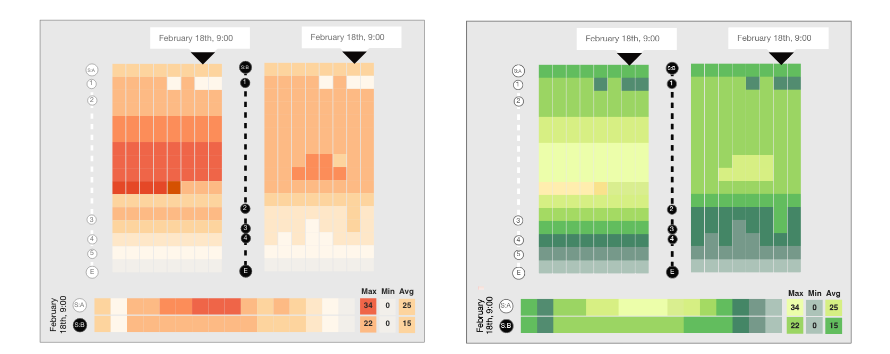 February 18th, 9:00
February 18th, 9:00
S:A
1
2
3
4
5
E
S:B
1
2
3
4
E
Max Min Avg
February 18th, 9:00
S:A
34 0 25
S:B
22 0 15
February 18th, 9:00
February 18th, 9:00
S:A
1
2
3
4
5
E
S:B
1
2
3
4
E
Max Min Avg
February 18th, 9:00
S:A
34 0 25
S:B
22 0 15